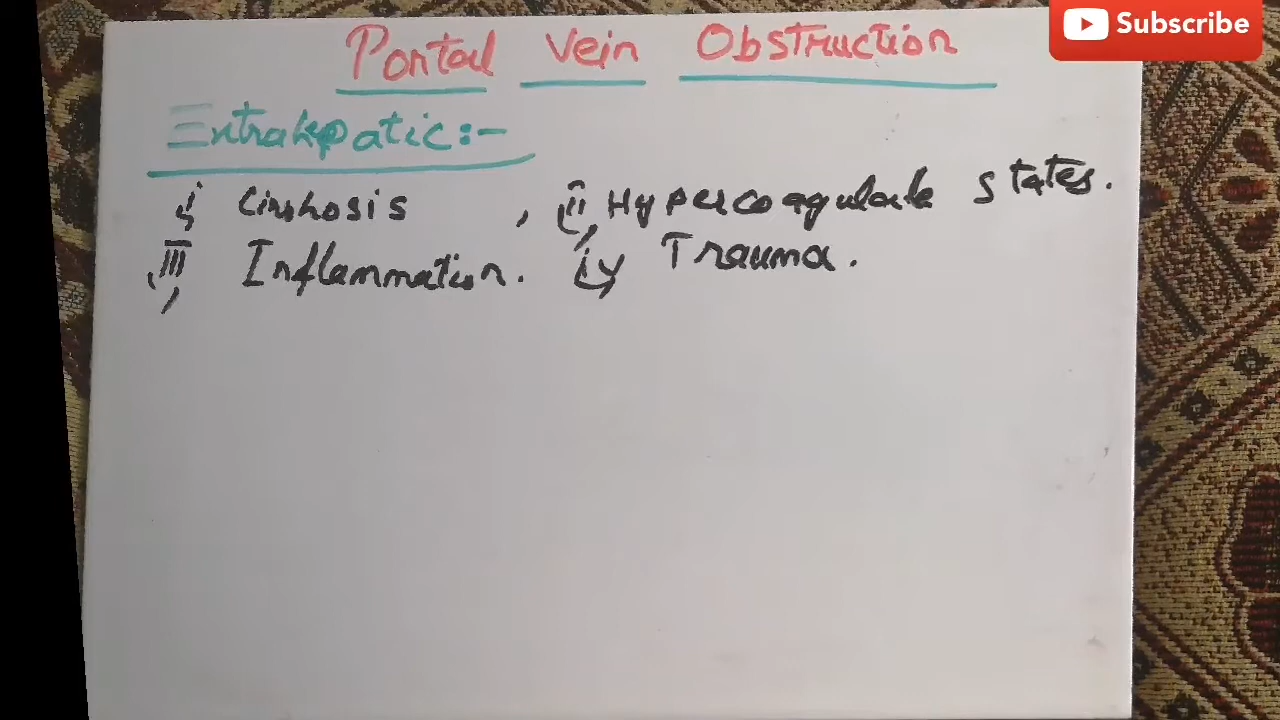 Subscribe
Portal Vein Obstruction
Extrahepatic:-
i, Cirrhosis, ii, Hypercoagulable States.
III, Inflammation. iv, Trauma.